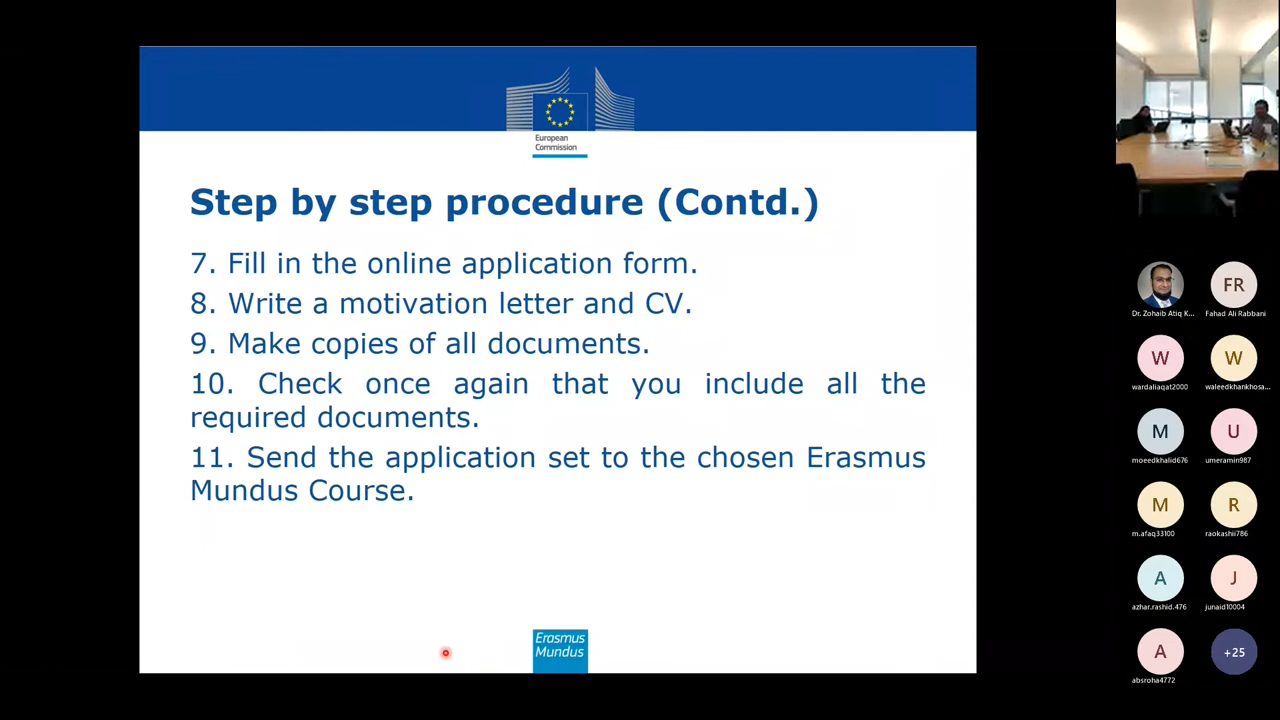 European
Commission
Step by step procedure (Contd.)
7. Fill in the online application form.
8. Write a motivation letter and CV.
9. Make copies of all documents.
10. Check once again that you include all the
required documents.
11. Send the application set to the chosen Erasmus
Mundus Course.
Erasmus
Mundus
Dr. Zohaib Atiq K...
FR
Fahad Ali Rabbani
W
wardaliaqat2000
W
waleedkhankhosa...
M
moeedkhalid676
U
umeramin987
M
m.afaq33100
R
raokashii786
A
azhar.rashid.476
J
junaid10004
A
absroha4772
+25